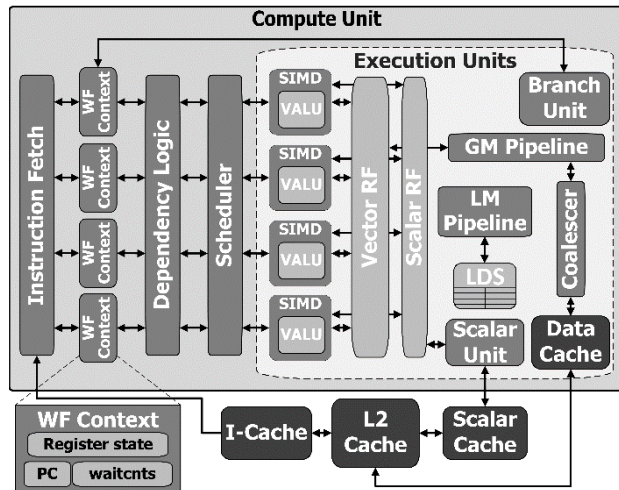 Compute Unit
Execution Units
Instruction Fetch
WF
Context
WF
Context
WF
Context
WF
Context
Dependency Logic
Scheduler
SIMD
VALU
SIMD
VALU
SIMD
VALU
SIMD
VALU
Vector RF
Scalar RF
Branch
Unit
GM Pipeline
LM
Pipeline
LDS
Coalescer
Scalar
Unit
Data
Cache
WF Context
Register state
PC
waitcnts
I-Cache
L2
Cache
Scalar
Cache